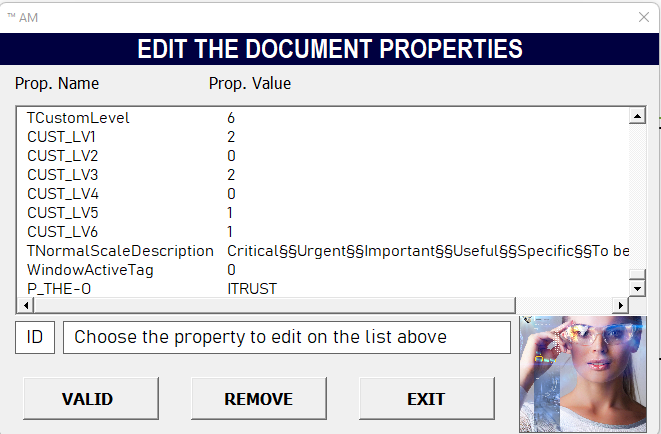 ™ AM
EDIT THE DOCUMENT PROPERTIES
Prop. Name Prop. Value
TCustomLevel 6
CUST_LV1 2
CUST_LV2 0
CUST_LV3 2
CUST_LV4 0
CUST_LV5 1
CUST_LV6 1
TNormalScaleDescription Critical§§Urgent§§Important§§Useful§§Specific§§To be
WindowActiveTag 0
P_THE-O ITRUST
ID Choose the property to edit on the list above
VALID REMOVE EXIT